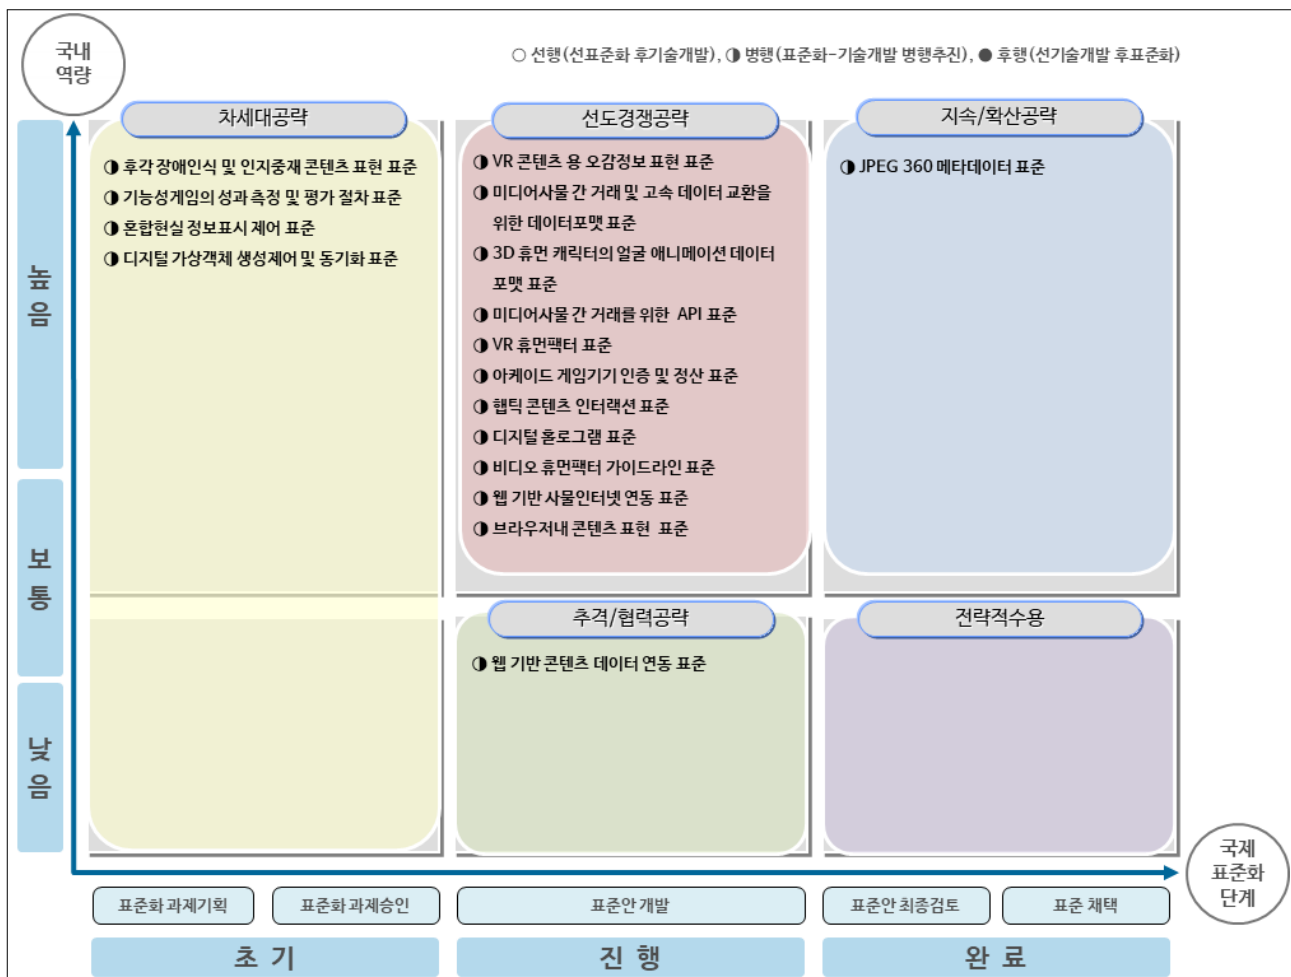 국내
역량
○ 선행(선표준화 후기술개발), ◑ 병행(표준화-기술개발 병행추진), ● 후행(선기술개발 후표준화)
차세대공략
◑ 후각 장애인식 및 인지중재 콘텐츠 표현 표준
◑ 기능성게임의 성과 측정 및 평가 절차 표준
◑ 혼합현실 정보표시 제어 표준
◑ 디지털 가상객체 생성제어 및 동기화 표준
선도경쟁공략
◑ VR 콘텐츠 용 오감정보 표현 표준
◑ 미디어사물 간 거래 및 고속 데이터 교환을
위한 데이터포맷 표준
◑ 3D 휴먼 캐릭터의 얼굴 애니메이션 데이터
포맷 표준
◑ 미디어사물 간 거래를 위한 API 표준
◑ VR 휴먼팩터 표준
◑ 아케이드 게임기기 인증 및 정산 표준
◑ 햅틱 콘텐츠 인터랙션 표준
◑ 디지털 홀로그램 표준
◑ 비디오 휴먼팩터 가이드라인 표준
◑ 웹 기반 사물인터넷 연동 표준
◑ 브라우저내 콘텐츠 표현 표준
지속/확산공략
◑ JPEG 360 메타데이터 표준
추격/협력공략
◑ 웹 기반 콘텐츠 데이터 연동 표준
전략적수용
높음
보통
낮음
국제
표준화
단계
표준화 과제기획
표준화 과제승인
표준안 개발
표준안 최종검토
표준 채택
초 기
진 행
완 료